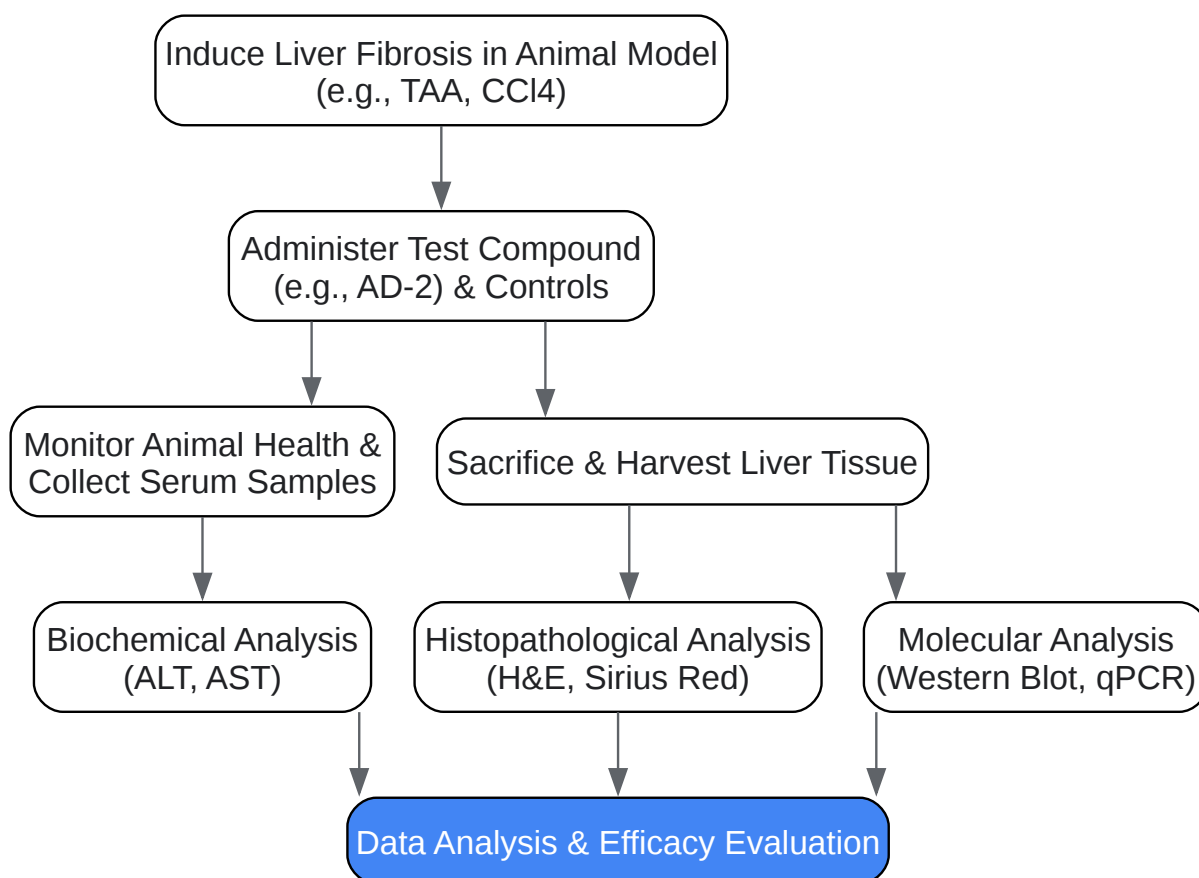 Induce Liver Fibrosis in Animal Model
(e.g., TAA, CCl4)
Administer Test Compound
(e.g., AD-2) & Controls
Monitor Animal Health &
Collect Serum Samples
Sacrifice & Harvest Liver Tissue
Biochemical Analysis
(ALT, AST)
Histopathological Analysis
(H&E, Sirius Red)
Molecular Analysis
(Western Blot, qPCR)
Data Analysis & Efficacy Evaluation